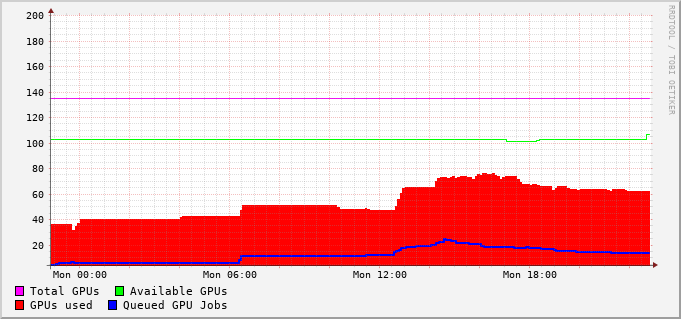 200
180
160
140
120
100
80
60
40
20
Mon 00:00 Mon 06:00 Mon 12:00 Mon 18:00
Total GPUs Available GPUs
GPUs used Queued GPU Jobs
RRDTOOL / TOBI OETIKER